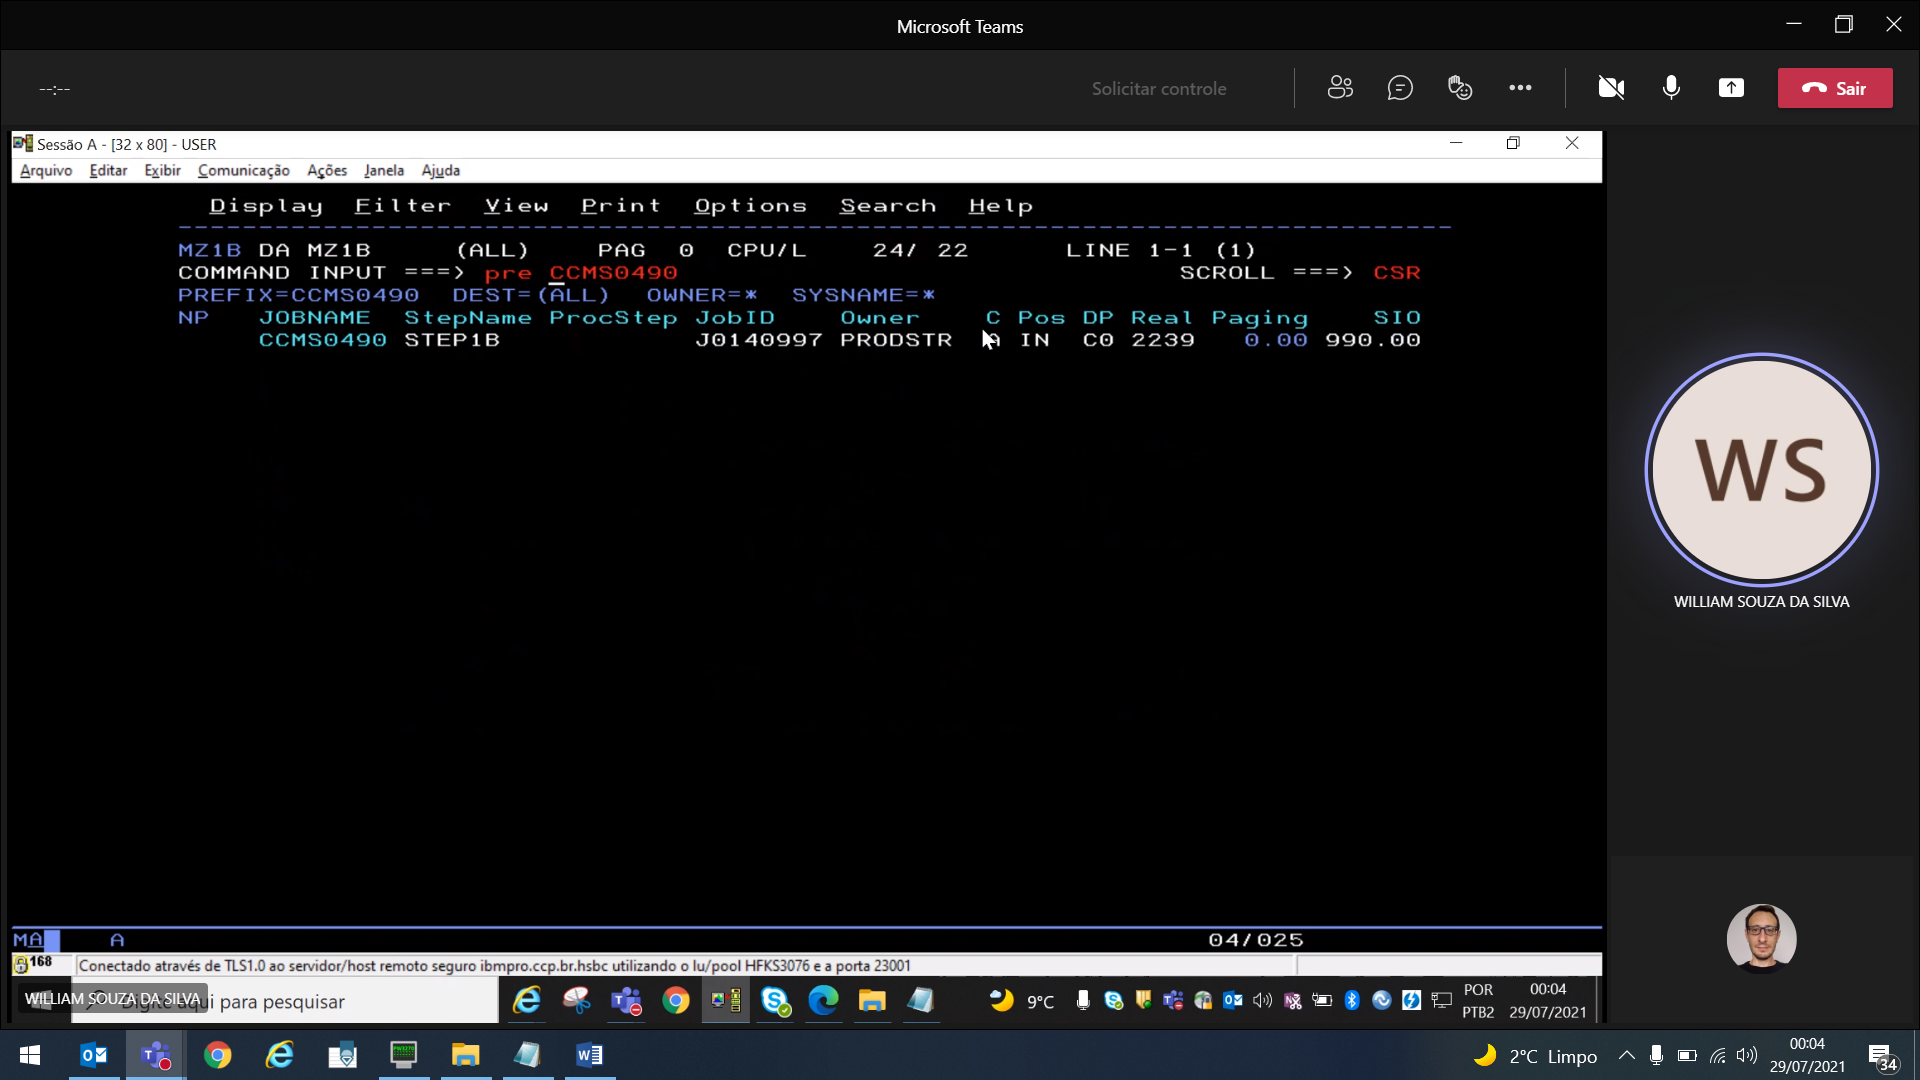 Microsoft Teams
--:--
Solicitar controle
Sair
Sessão A - [32 x 80] - USER
Arquivo Editar Exibir Comunicação Ações Janela Ajuda
Display Filter View Print Options Search Help
MZ1B DA MZ1B (ALL) PAG 0 CPU/L 24/ 22 LINE 1-1 (1)
COMMAND INPUT ===> pre CCMS0490 SCROLL ===> CSR
PREFIX=CCMS0490 DEST=(ALL) OWNER=* SYSNAME=*
NP JOBNAME StepName ProcStep JobID Owner C Pos DP Real Paging SIO
CCMS0490 STEP1B J0140997 PRODSTR A IN C0 2239 0.00 990.00
WS
WILLIAM SOUZA DA SILVA
MA A 04/025
168 Conectado através de TLS1.0 ao servidor/host remoto seguro ibmpro.ccp.br.hsbc utilizando o lu/pool HFKS3076 e a porta 23001
WILLIAM SOUZA DA SILVA
aqui para pesquisar
9°C
POR
PTB2
00:04
29/07/2021
2°C Limpo
00:04
29/07/2021
34